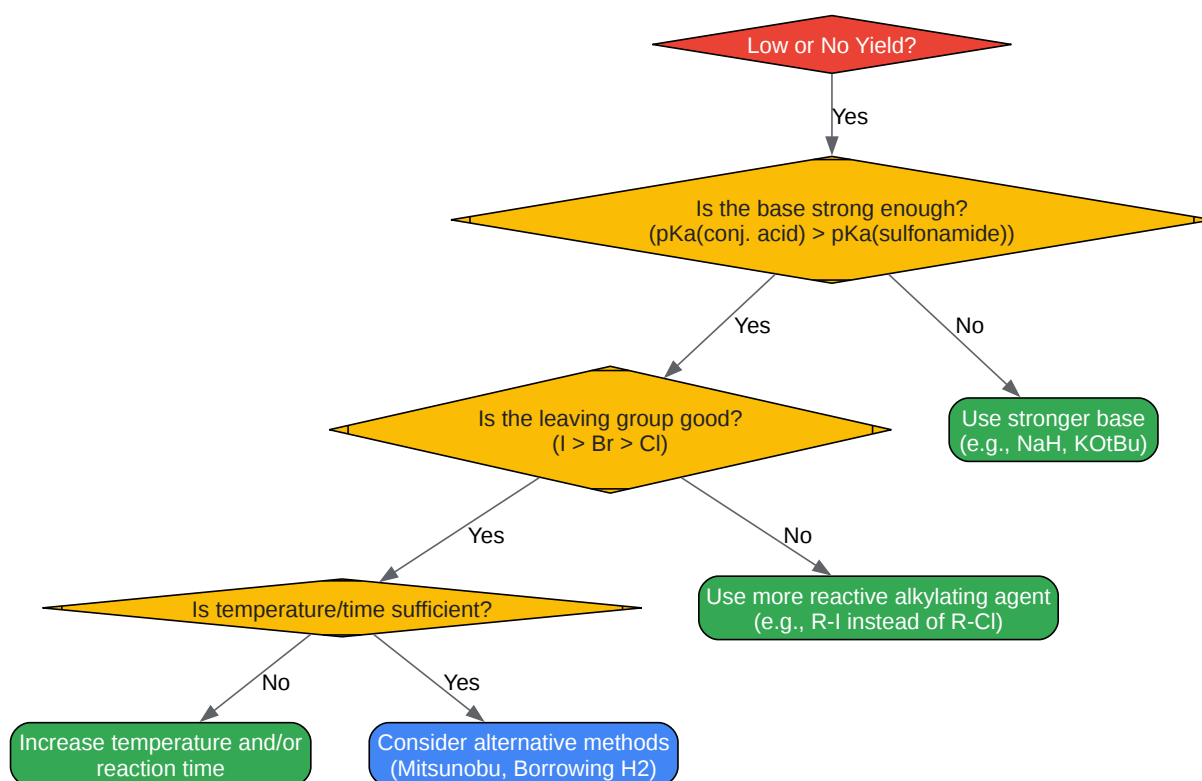 Low or No Yield?
Yes
Is the base strong enough?
(pKa(conj. acid) > pKa(sulfonamide))
Yes
No
Is the leaving group good?
(I > Br > Cl)
Use stronger base
(e.g., NaH, KOtBu)
Yes
No
Is temperature/time sufficient?
Use more reactive alkylating agent
(e.g., R-I instead of R-Cl)
No
Yes
Increase temperature and/or
reaction time
Consider alternative methods
(Mitsunobu, Borrowing H2)